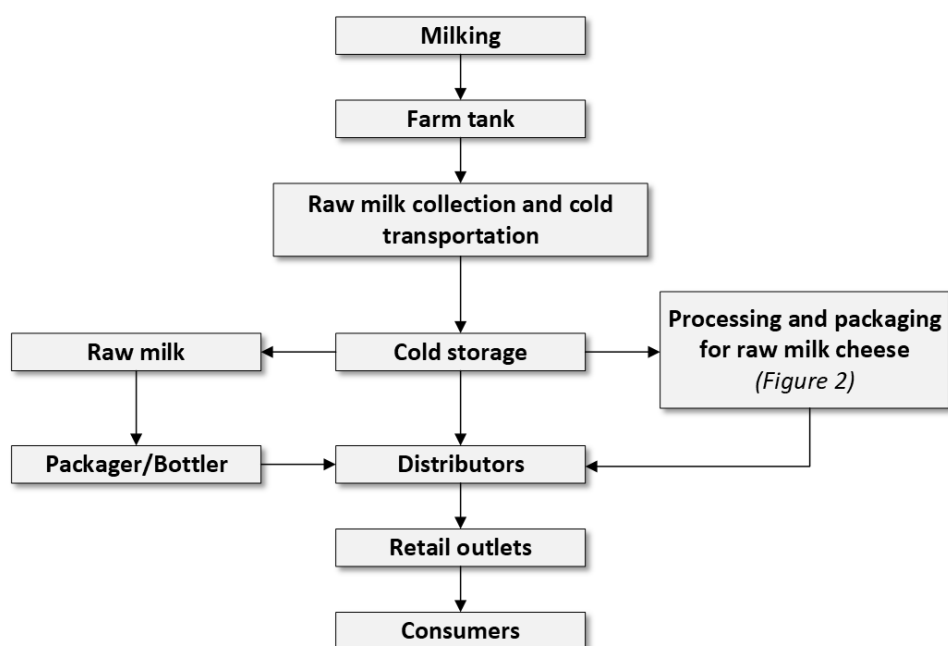 Milking
Farm tank
Raw milk collection and cold
transportation
Processing and packaging
for raw milk cheese
(Figure 2)
Raw milk
Cold storage
Packager/Bottler
Distributors
Retail outlets
Consumers